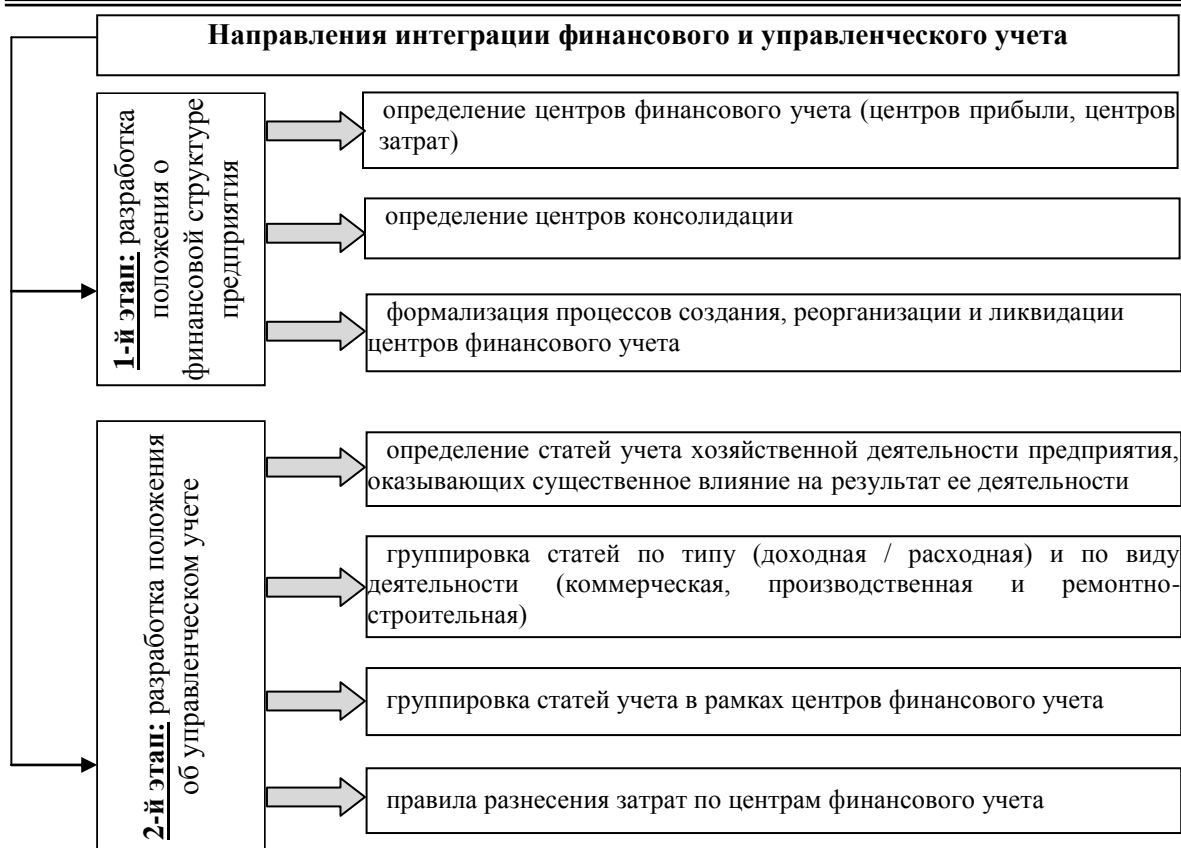 Направления интеграции финансового и управленческого учета
1-й этап: разработка
положения о
финансовой структуре
предприятия
определение центров финансового учета (центров прибыли, центров
затрат)
определение центров консолидации
формализация процессов создания, реорганизации и ликвидации
центров финансового учета
2-й этап: разработка положения
об управленческом учете
определение статей учета хозяйственной деятельности предприятия,
оказывающих существенное влияние на результат ее деятельности
группировка статей по типу (доходная / расходная) и по виду
деятельности (коммерческая, производственная и ремонтно-
строительная)
группировка статей учета в рамках центров финансового учета
правила разнесения затрат по центрам финансового учета